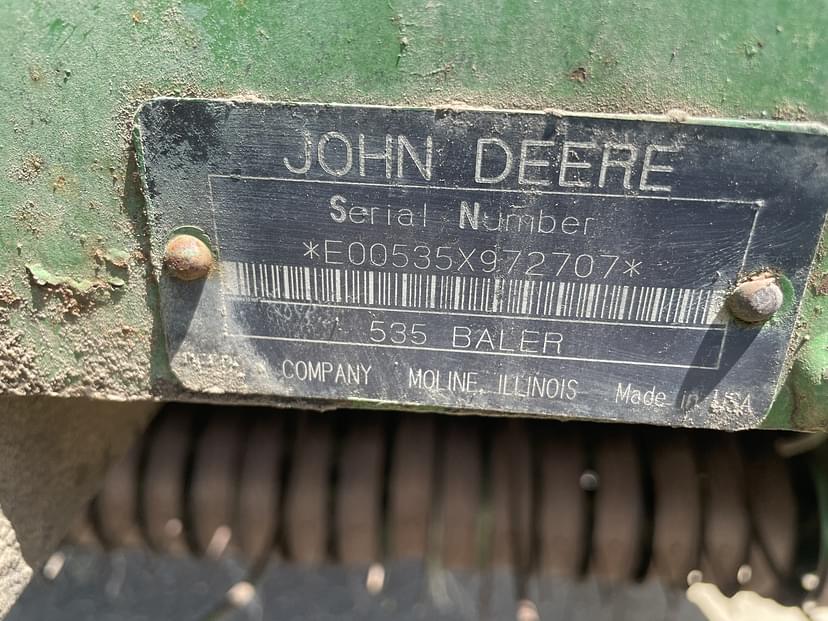 JOHN DEERE
Serial Number
*E00535X972707*
535 BALER
COMPANY MOLINE, ILLINOIS Made in USA